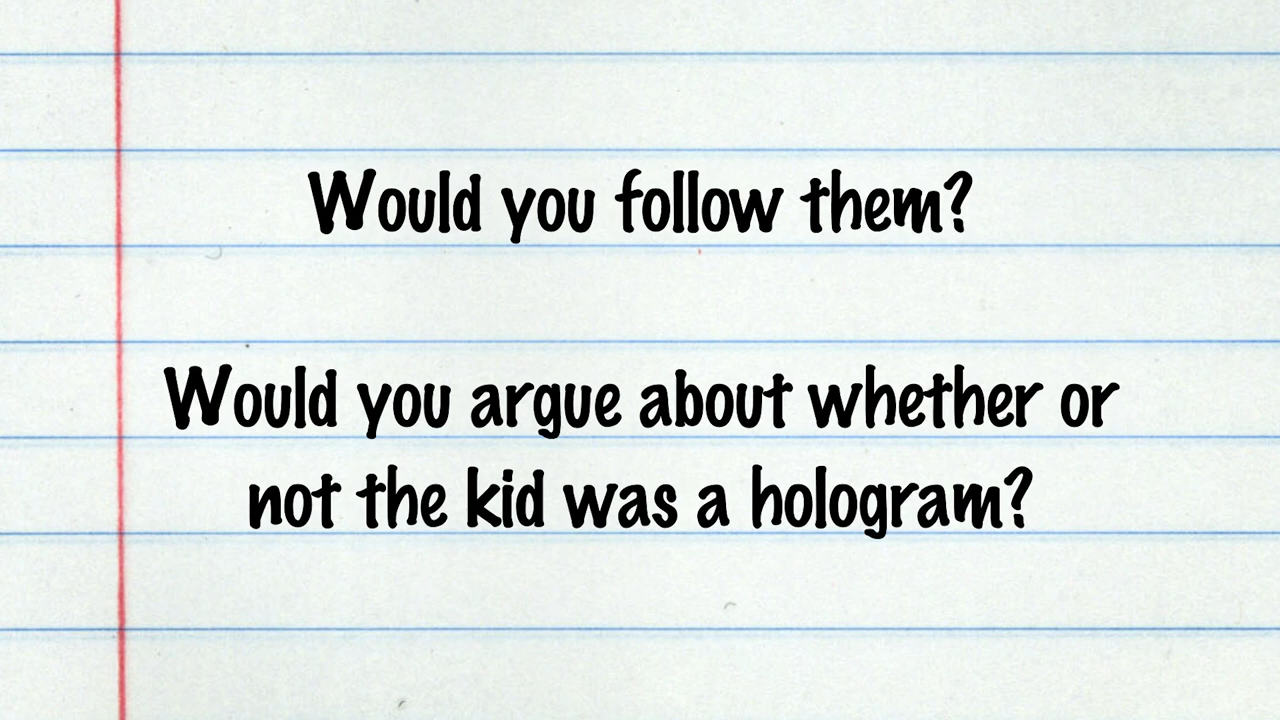 Would you follow them?
Would you argue about whether or
not the kid was a hologram?